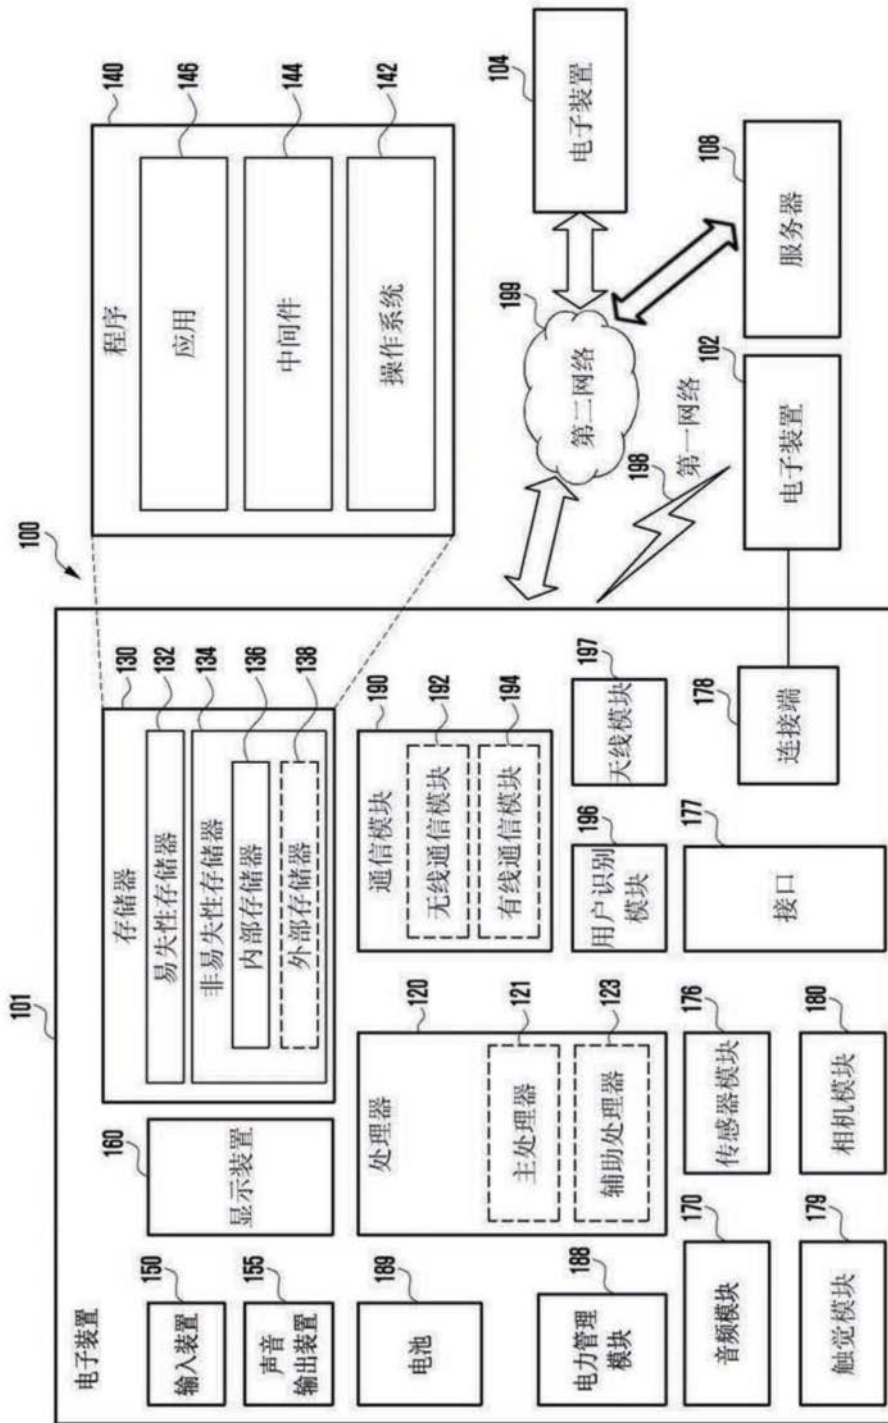 100
101
电子装置
输入装置
150
声音
输出装置
155
显示装置
160
存储器
130
易失性存储器
132
非易失性存储器
134
内部存储器
136
外部存储器
138
程序
140
应用
146
中间件
144
操作系统
142
电池
189
处理器
120
主处理器
121
辅助处理器
123
通信模块
190
无线通信模块
192
有线通信模块
194
电力管理
模块
188
用户识别
模块
196
天线模块
197
音频模块
170
传感器模块
176
接口
177
连接端
178
触觉模块
179
相机模块
180
第二网络
199
第一网络
198
电子装置
104
电子装置
102
服务器
108